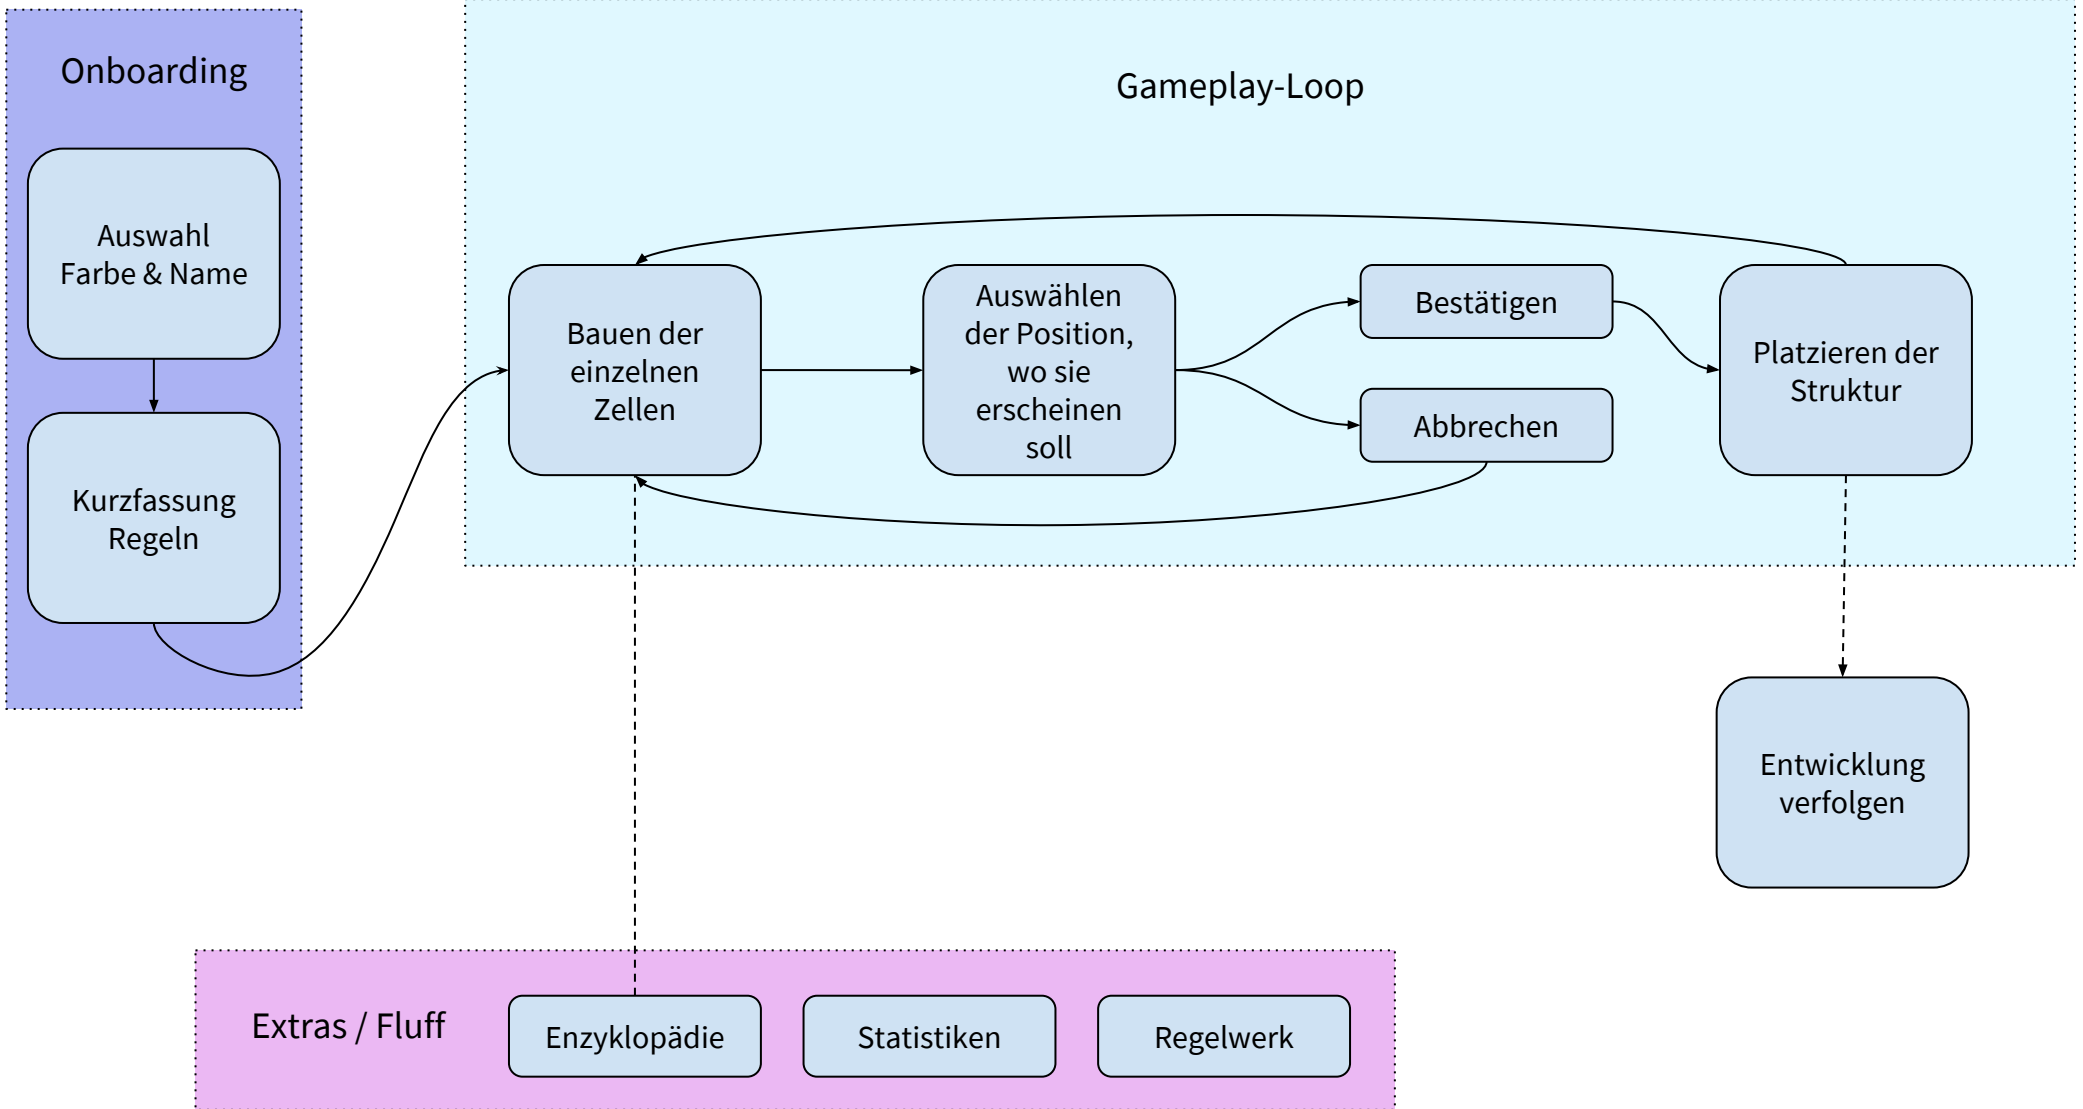 Onboarding
Auswahl
Farbe & Name
Kurzfassung
Regeln
Gameplay-Loop
Bauen der
einzelnen
Zellen
Auswählen
der Position,
wo sie
erscheinen
soll
Bestätigen
Abbrechen
Platzieren der
Struktur
Entwicklung
verfolgen
Extras / Fluff
Enzyklopädie
Statistiken
Regelwerk